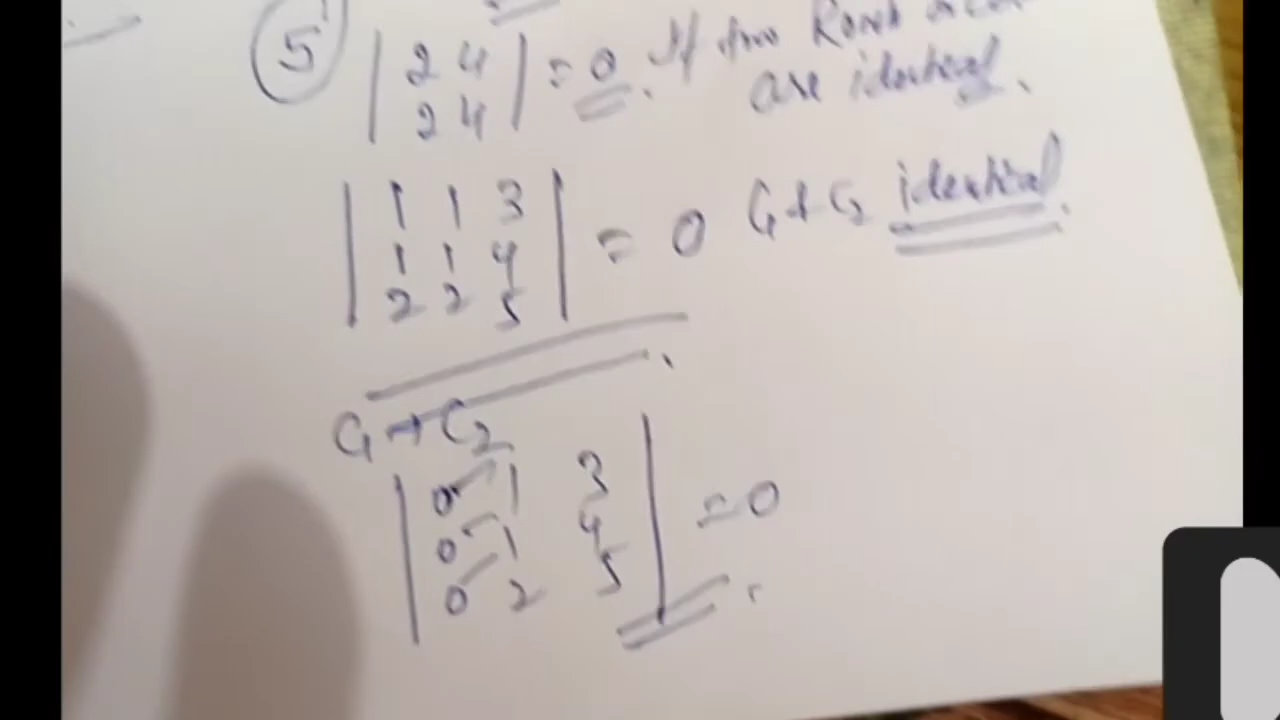 5
| 2 4 | = 0. If two Rows or
| 2 4 | are identical.
| 1 1 3 |
| 1 1 4 | = 0 C1 & C2 identical.
| 2 2 5 |
C1 → C2
| 0 1 3 |
| 0 1 4 | = 0
| 0 2 5 |